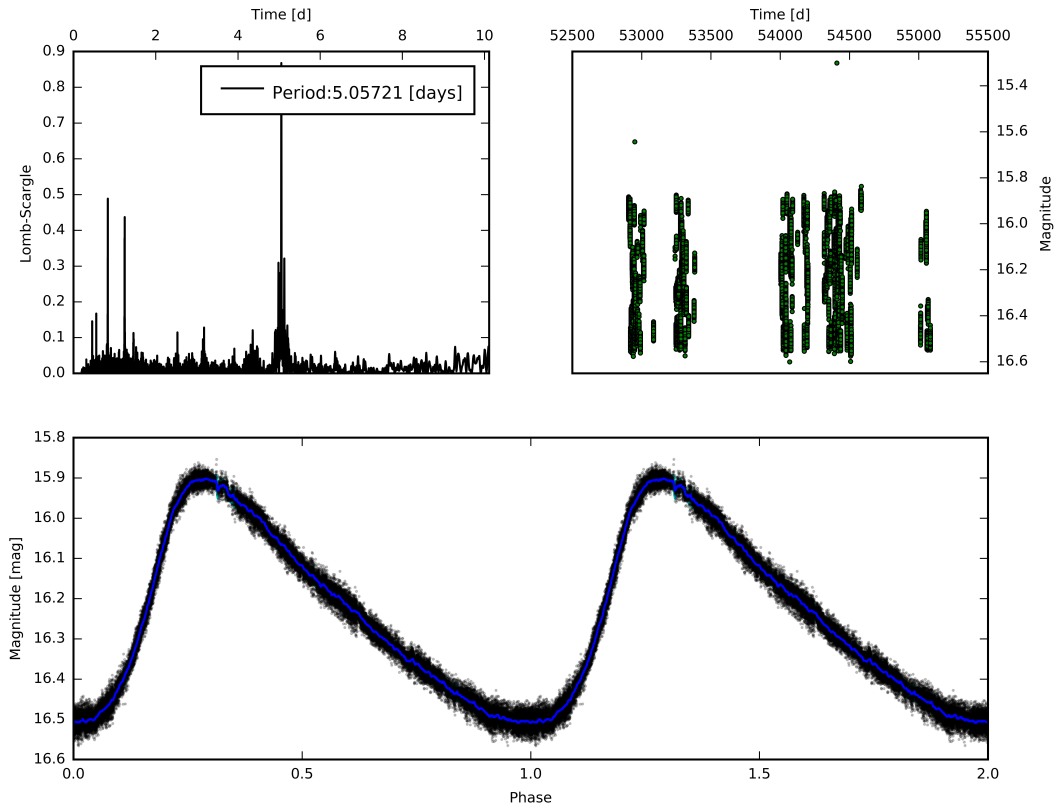 Time [d]
0 2 4 6 8 10
0.9
0.8
0.7
0.6
0.5
0.4
0.3
0.2
0.1
0.0
Lomb-Scargle
Period:5.05721 [days]
Time [d]
52500 53000 53500 54000 54500 55000 55500
15.4
15.6
15.8
16.0
16.2
16.4
16.6
Magnitude
15.8
15.9
16.0
16.1
16.2
16.3
16.4
16.5
16.6
Magnitude [mag]
0.0 0.5 1.0 1.5 2.0
Phase